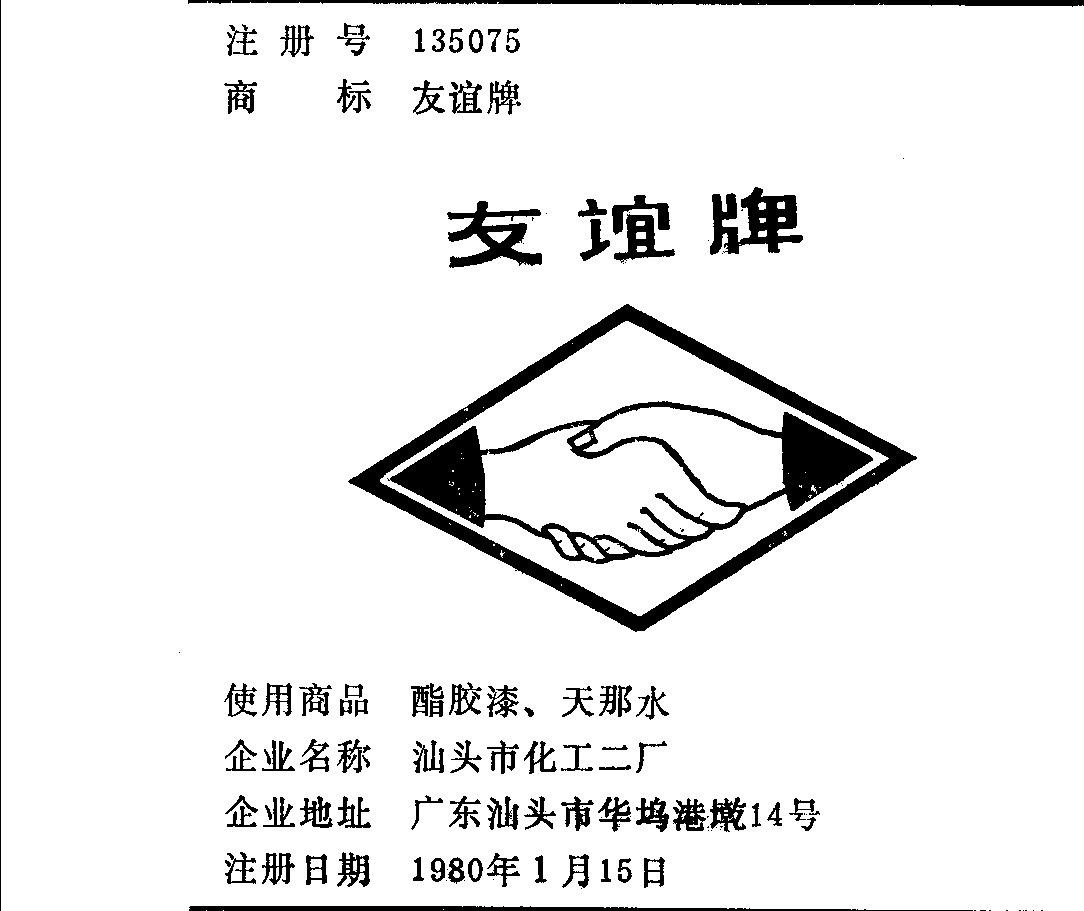 注册号 135075
商标 友谊牌
友谊牌
使用商品 酯胶漆、天那水
企业名称 汕头市化工二厂
企业地址 广东汕头市华坞港墩14号
注册日期 1980年1月15日